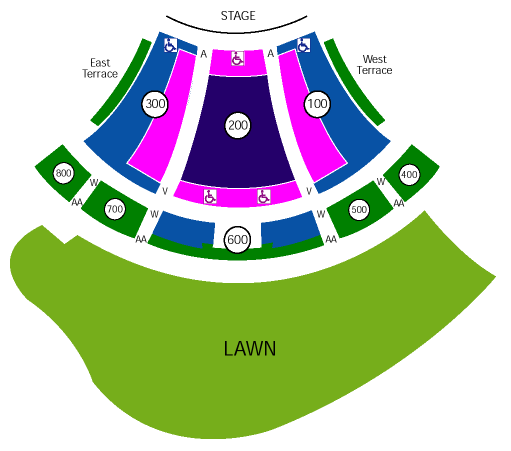 STAGE
East
Terrace
West
Terrace
A
A
300
100
200
800
400
W
V
V
W
AA
700
W
W
500
AA
AA
600
AA
LAWN